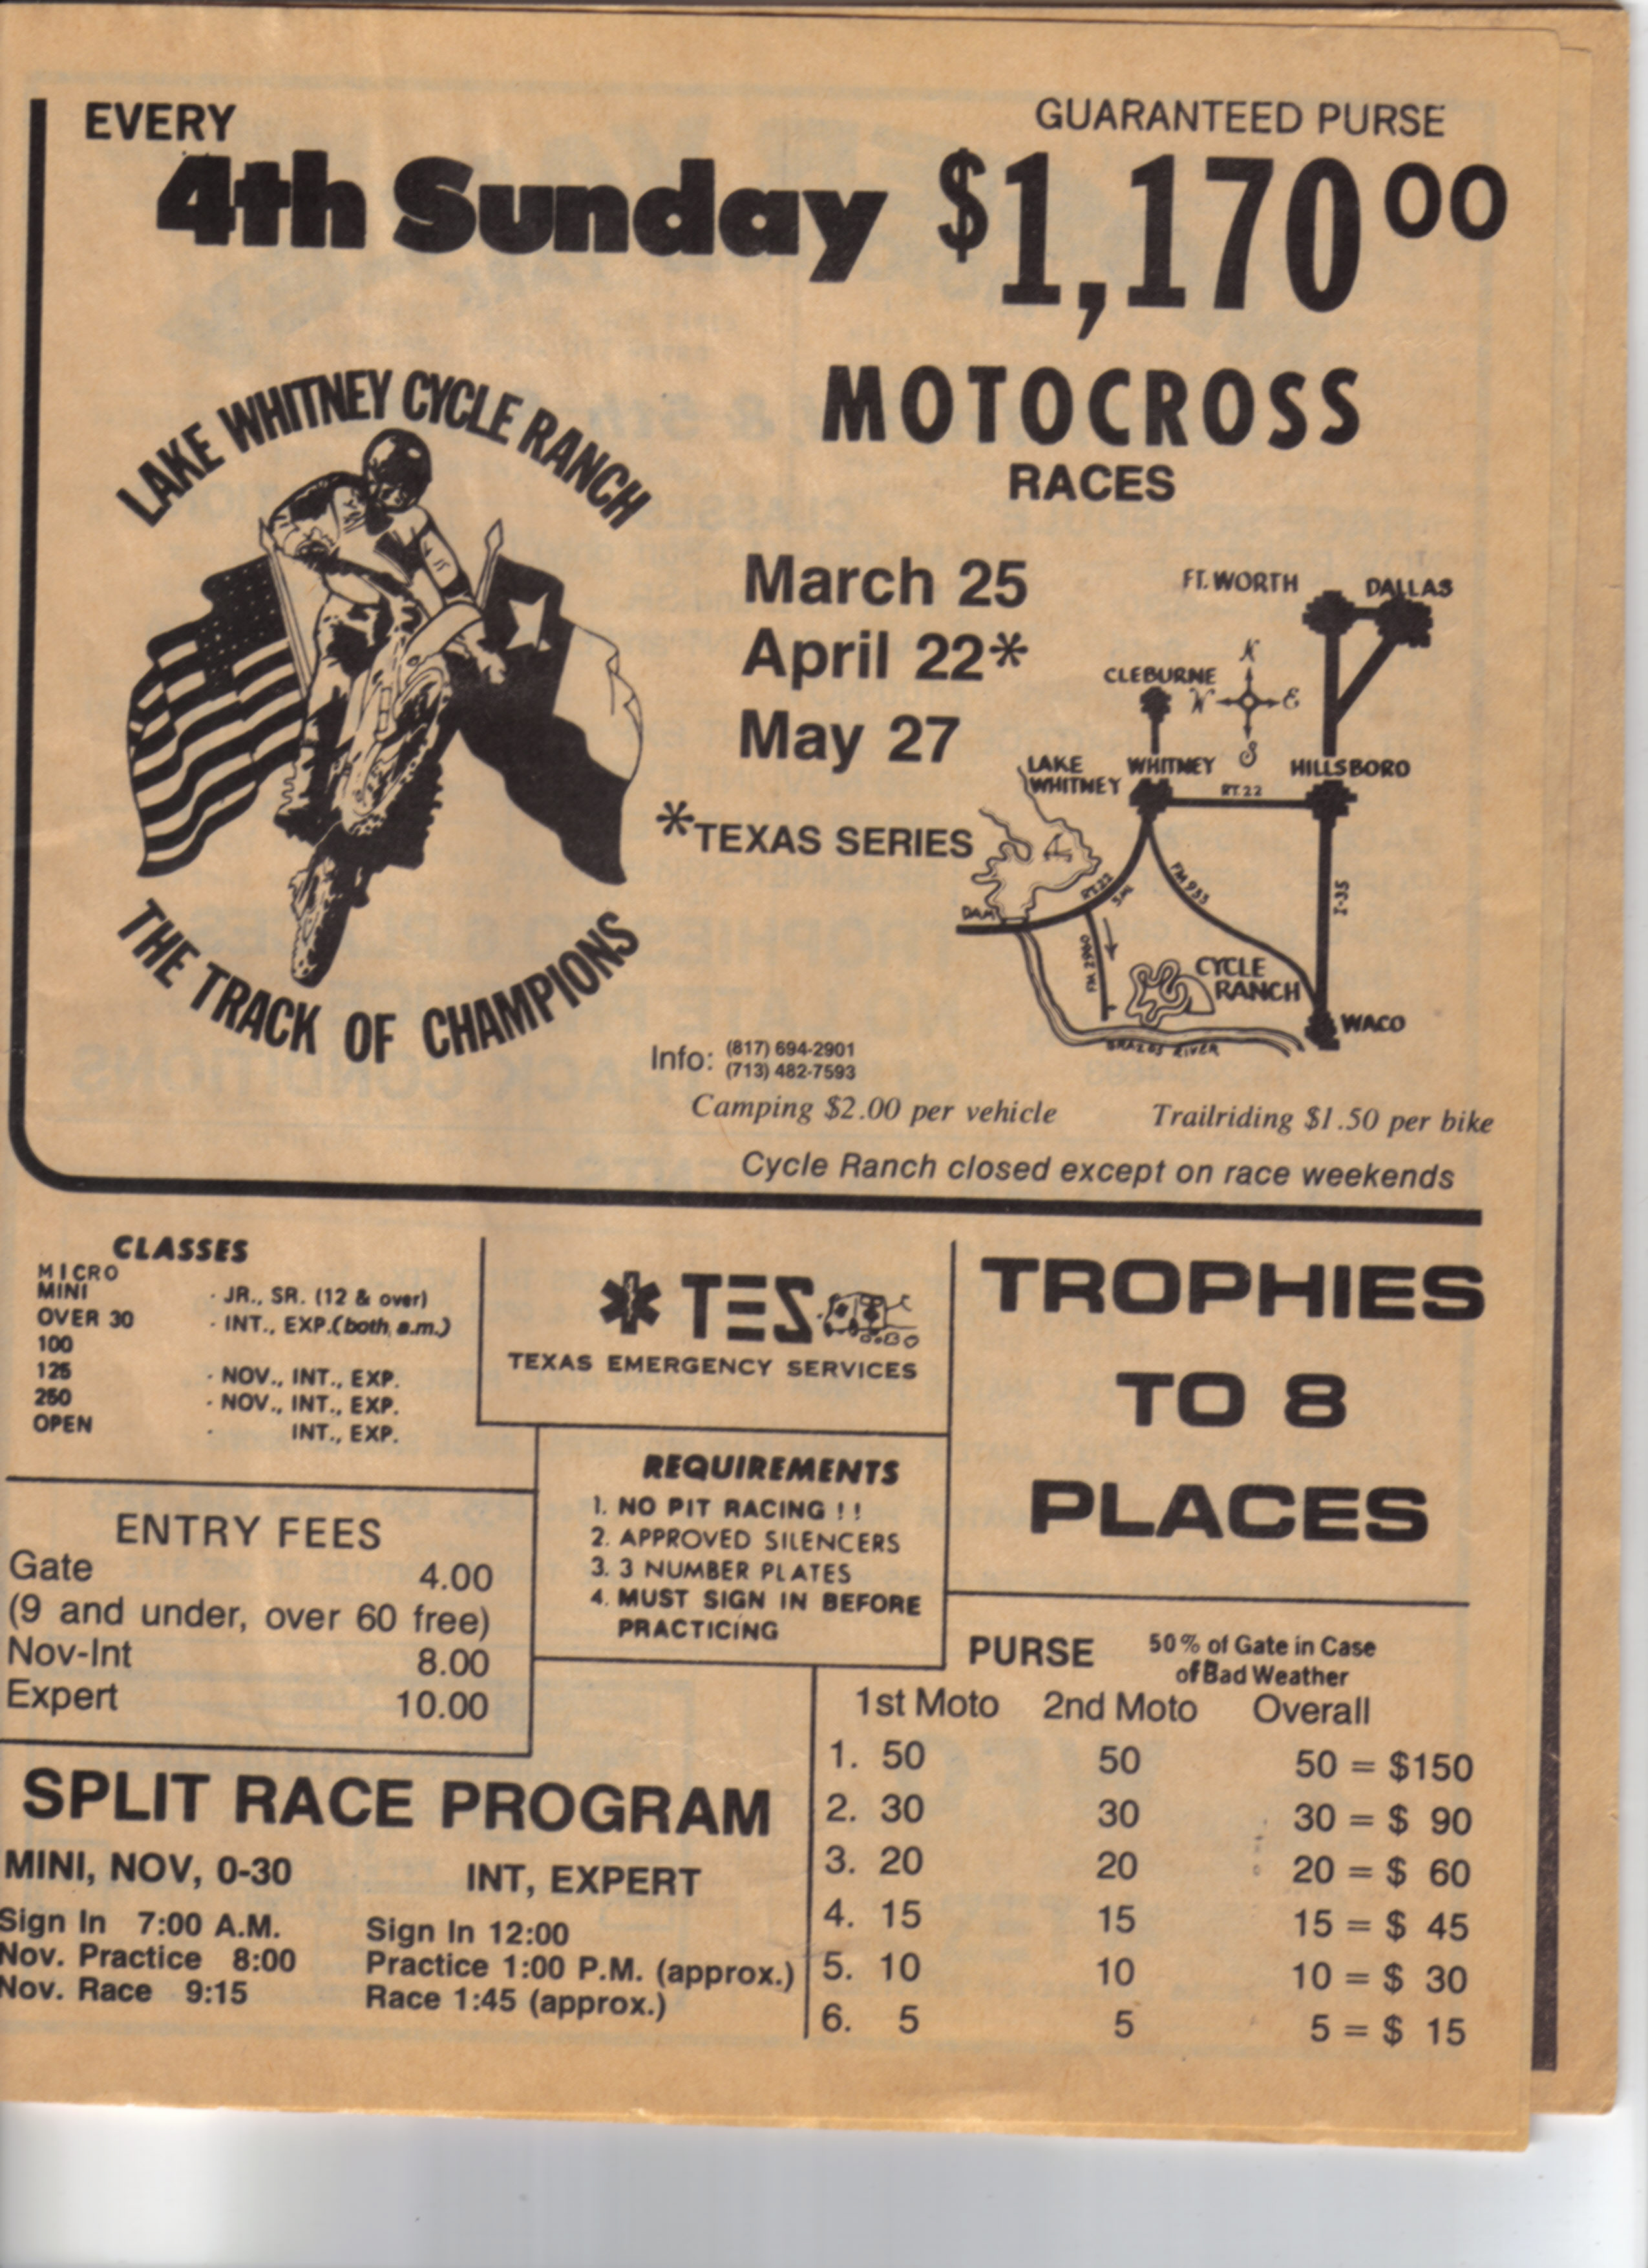 EVERY
4th Sunday
GUARANTEED PURSE
$1,170 00
MOTOCROSS
RACES
LAKE WHITNEY CYCLE RANCH
THE TRACK OF CHAMPIONS
March 25
April 22*
May 27
*TEXAS SERIES
FT. WORTH
DALLAS
CLEBURNE
N
W
E
S
LAKE
WHITNEY
WHITNEY
HILLSBORO
RT. 22
RT. 22
FM 933
I-35
DAM
FM 2960
CYCLE
RANCH
WACO
BRAZOS RIVER
Info: (817) 694-2901
(713) 482-7593
Camping $2.00 per vehicle
Trailriding $1.50 per bike
Cycle Ranch closed except on race weekends
CLASSES
MICRO
MINI - JR., SR. (12 & over)
OVER 30 - INT., EXP. (both a.m.)
100
125 - NOV., INT., EXP.
250 - NOV., INT., EXP.
OPEN - INT., EXP.
TES
TEXAS EMERGENCY SERVICES
TROPHIES
TO 8
PLACES
REQUIREMENTS
1. NO PIT RACING ! !
2. APPROVED SILENCERS
3. 3 NUMBER PLATES
4. MUST SIGN IN BEFORE
PRACTICING
ENTRY FEES
Gate 4.00
(9 and under, over 60 free)
Nov-Int 8.00
Expert 10.00
PURSE 50% of Gate in Case
of Bad Weather
1st Moto 2nd Moto Overall
1. 50 50 50 = $150
2. 30 30 30 = $ 90
3. 20 20 20 = $ 60
4. 15 15 15 = $ 45
5. 10 10 10 = $ 30
6. 5 5 5 = $ 15
SPLIT RACE PROGRAM
MINI, NOV, 0-30
Sign In 7:00 A.M.
Nov. Practice 8:00
Nov. Race 9:15
INT, EXPERT
Sign In 12:00
Practice 1:00 P.M. (approx.)
Race 1:45 (approx.)